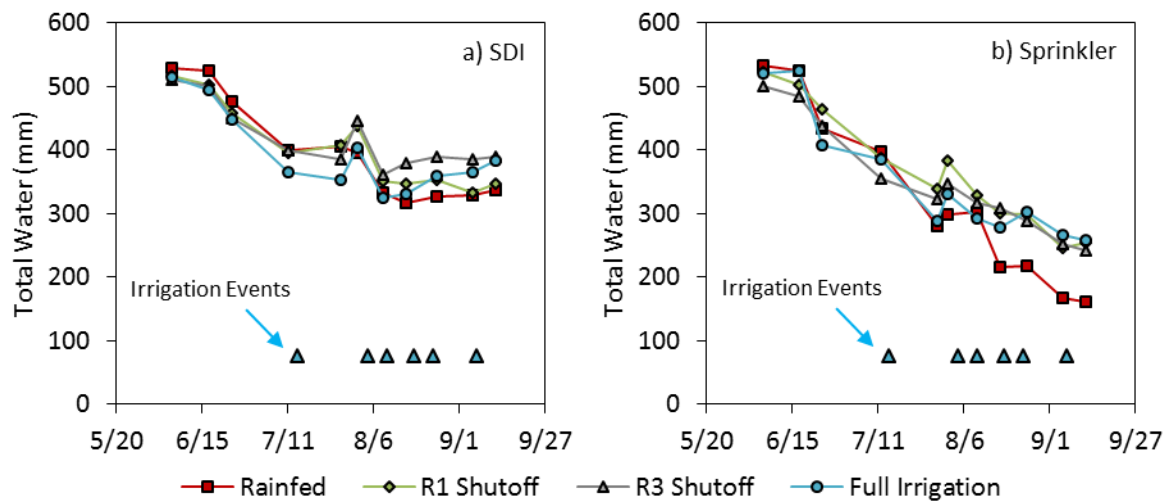 600
500
400
300
200
100
0
Total Water (mm)
a) SDI
Irrigation Events
5/20 6/15 7/11 8/6 9/1 9/27
600
500
400
300
200
100
0
Total Water (mm)
b) Sprinkler
Irrigation Events
5/20 6/15 7/11 8/6 9/1 9/27
Rainfed R1 Shutoff R3 Shutoff Full Irrigation